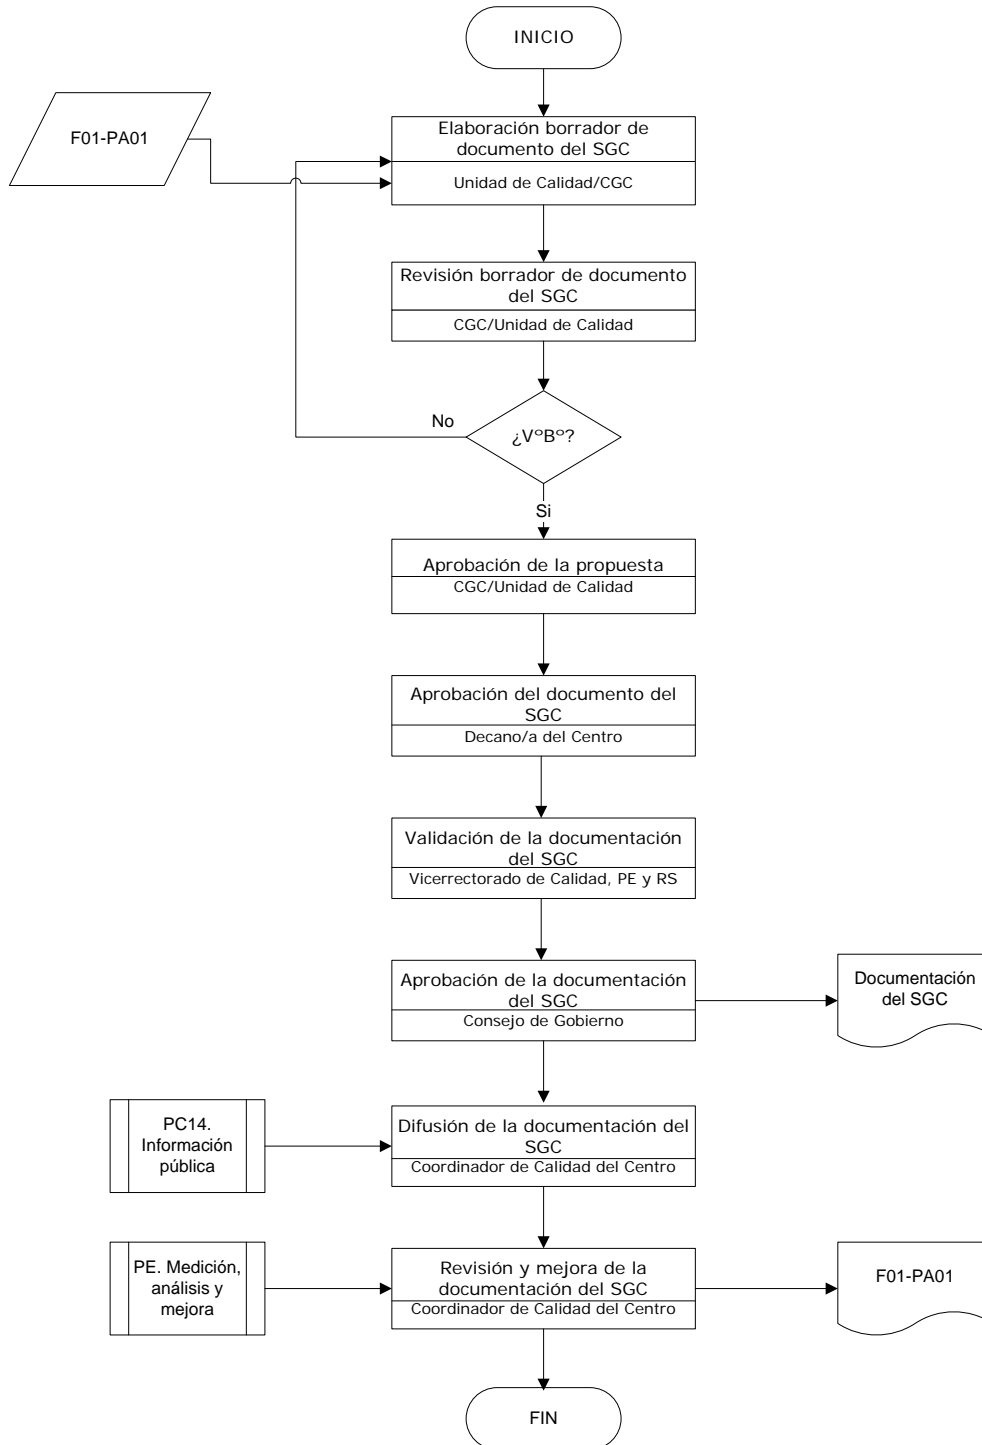 INICIO
F01-PA01
Elaboración borrador de
documento del SGC
Unidad de Calidad/CGC
Revisión borrador de documento
del SGC
CGC/Unidad de Calidad
No
¿VºBº?
Si
Aprobación de la propuesta
CGC/Unidad de Calidad
Aprobación del documento del
SGC
Decano/a del Centro
Validación de la documentación
del SGC
Vicerrectorado de Calidad, PE y RS
Aprobación de la documentación
del SGC
Consejo de Gobierno
Documentación
del SGC
PC14.
Información
pública
Difusión de la documentación del
SGC
Coordinador de Calidad del Centro
PE. Medición,
análisis y
mejora
Revisión y mejora de la
documentación del SGC
Coordinador de Calidad del Centro
F01-PA01
FIN